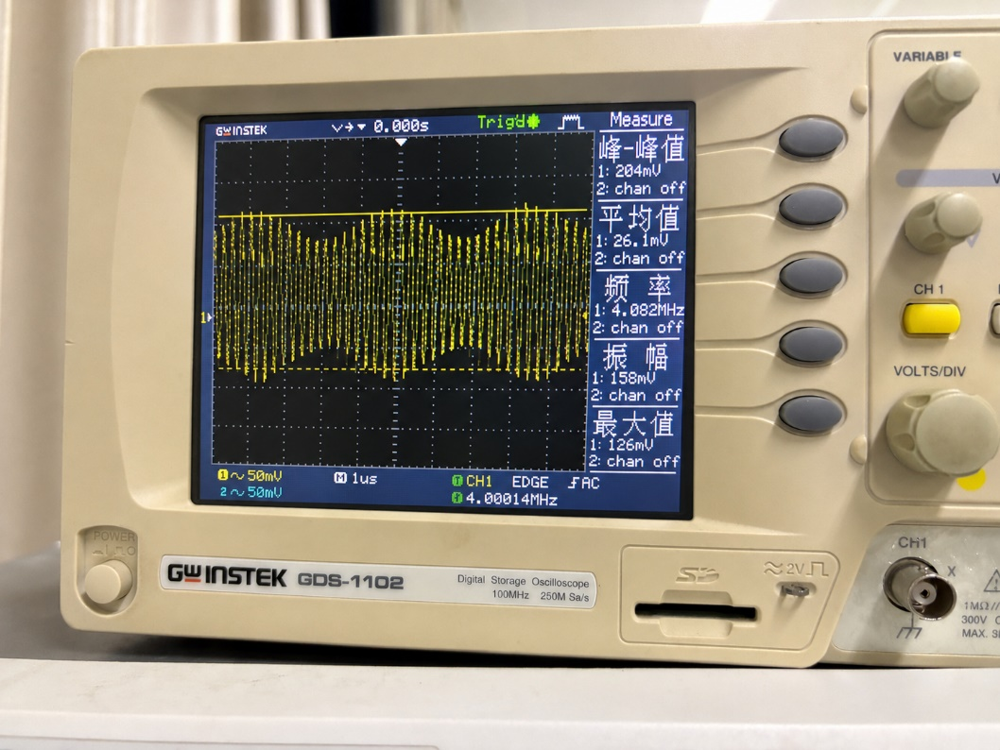 GWINSTEK 0.000s Trig'd Measure
峰-峰值
1: 204mV
2: chan off
平均值
1: 26.1mV
2: chan off
频 率
1: 4.082MHz
2: chan off
振 幅
1: 158mV
2: chan off
最大值
1: 126mV
2: chan off
1
1 50mV M 1us T CH1 EDGE AC
2 50mV f 4.00014MHz
POWER
GWINSTEK GDS-1102
Digital Storage Oscilloscope
100MHz 250M Sa/s
SD
2V
VARIABLE
V
CH 1
VOLTS/DIV
CH1
X
1MΩ//
300V
MAX.